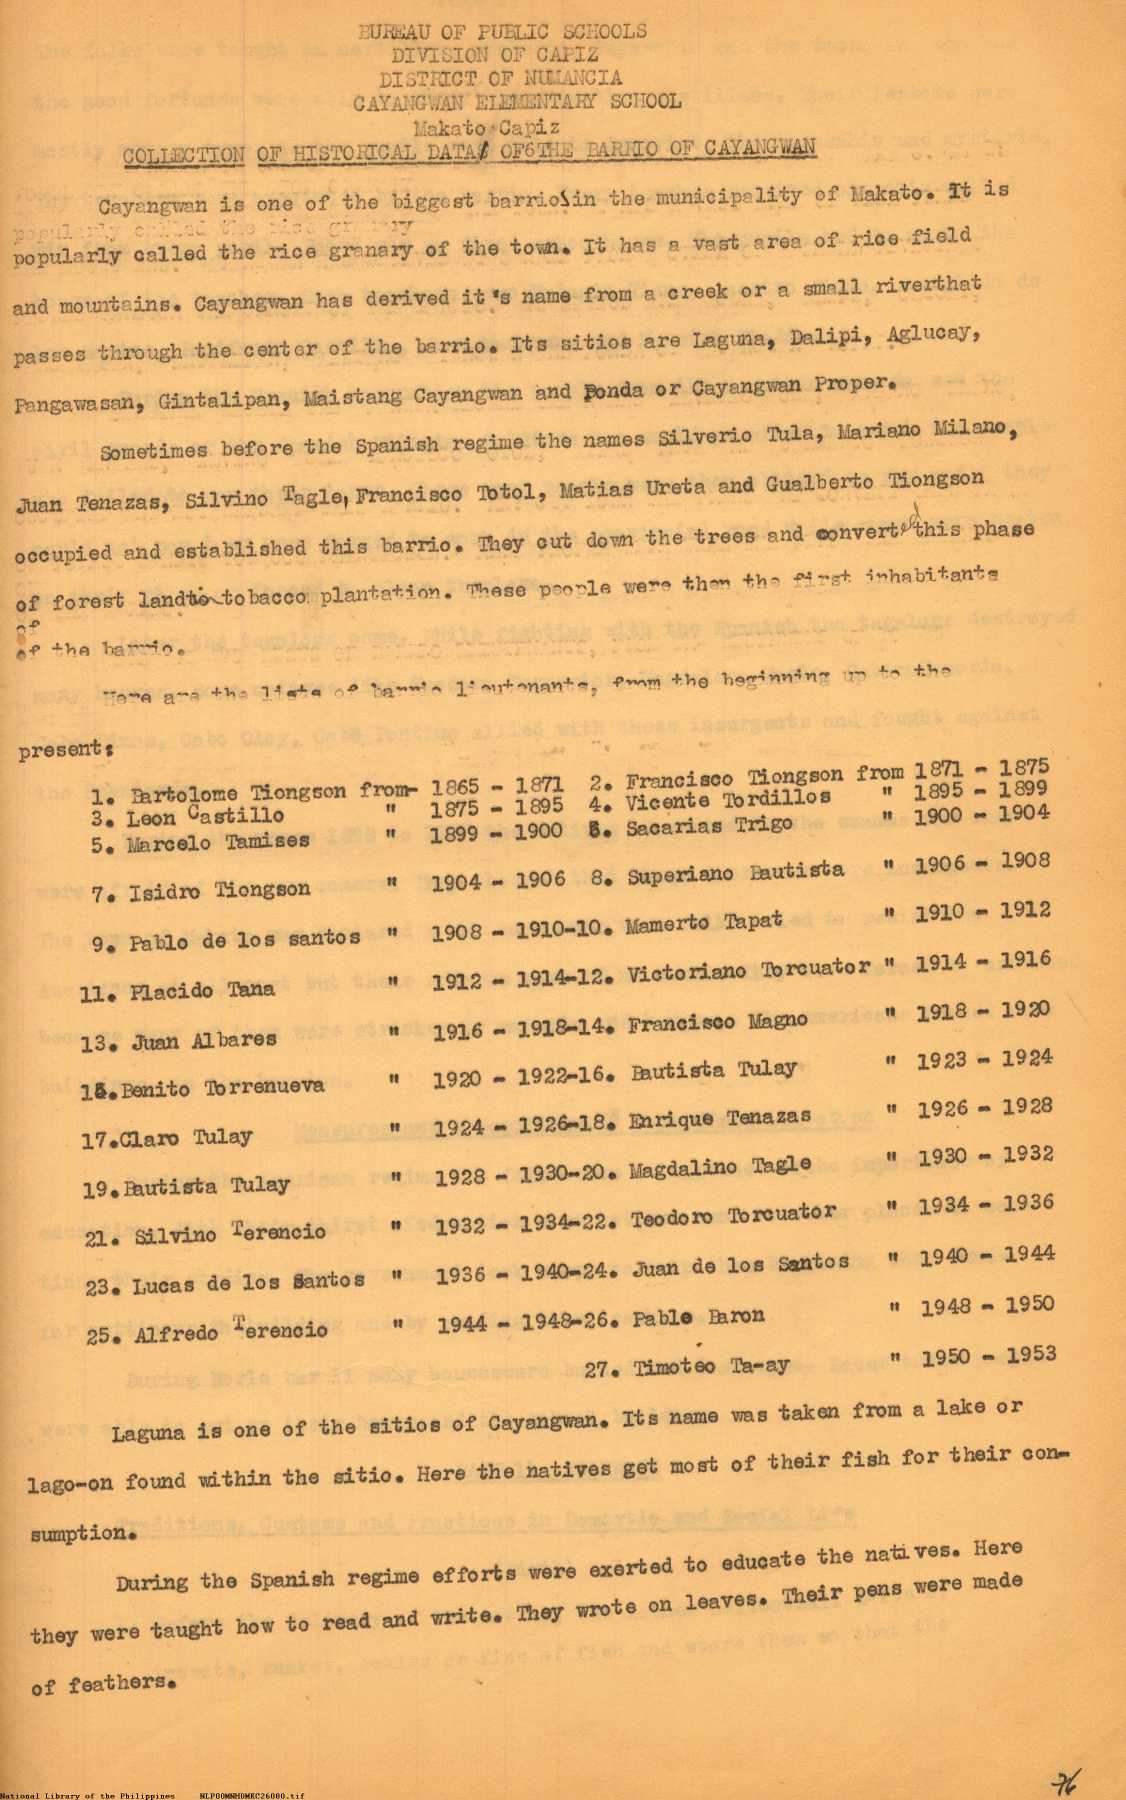 BUREAU OF PUBLIC SCHOOLS
DIVISION OF CAPIZ
DISTRICT OF NUMANCIA
CAYANGWAN ELEMENTARY SCHOOL
Makato Capiz
COLLECTION OF HISTORICAL DATA OF THE BARRIO OF CAYANGWAN
Cayangwan is one of the biggest barrio in the municipality of Makato. It is
popularly called the rice granary
popularly called the rice granary of the town. It has a vast area of rice field
and mountains. Cayangwan has derived it's name from a creek or a small riverthat
passes through the center of the barrio. Its sitios are Laguna, Dalipi, Aglucay,
Pangawasan, Gintalipan, Maistang Cayangwan and Ponda or Cayangwan Proper.
Sometimes before the Spanish regime the names Silverio Tula, Mariano Milano,
Juan Tenazas, Silvino Tagle, Francisco Totol, Matias Ureta and Gualberto Tiongson
occupied and established this barrio. They cut down the trees and converted this phase
of forest land to tobacco plantation. These people were then the first inhabitants
of
of the barrio.
Here are the lists of barrio lieutenants, from the beginning up to the
present:
1. Bartolome Tiongson from- 1865 - 1871 2. Francisco Tiongson from 1871 - 1875
3. Leon Castillo " 1875 - 1895 4. Vicente Tordillos " 1895 - 1899
5. Marcelo Tamises " 1899 - 1900 6. Sacarias Trigo " 1900 - 1904
7. Isidro Tiongson " 1904 - 1906 8. Superiano Bautista " 1906 - 1908
9. Pablo de los santos " 1908 - 1910-10. Mamerto Tapat " 1910 - 1912
11. Placido Tana " 1912 - 1914-12. Victoriano Torcuator " 1914 - 1916
13. Juan Albares " 1916 - 1918-14. Francisco Magno " 1918 - 1920
15. Benito Torrenueva " 1920 - 1922-16. Bautista Tulay " 1923 - 1924
17.Claro Tulay " 1924 - 1926-18. Enrique Tenazas " 1926 - 1928
19. Bautista Tulay " 1928 - 1930-20. Magdalino Tagle " 1930 - 1932
21. Silvino Terencio " 1932 - 1934-22. Teodoro Torcuator " 1934 - 1936
23. Lucas de los Santos " 1936 - 1940-24. Juan de los Santos " 1940 - 1944
25. Alfredo Terencio " 1944 - 1948-26. Pablo Baron " 1948 - 1950
27. Timoteo Ta-ay " 1950 - 1953
Laguna is one of the sitios of Cayangwan. Its name was taken from a lake or
lago-on found within the sitio. Here the natives get most of their fish for their con-
sumption.
During the Spanish regime efforts were exerted to educate the natives. Here
they were taught how to read and write. They wrote on leaves. Their pens were made
of feathers.
76
National Library of the Philippines NLPOOMNHDMKC26000.tif